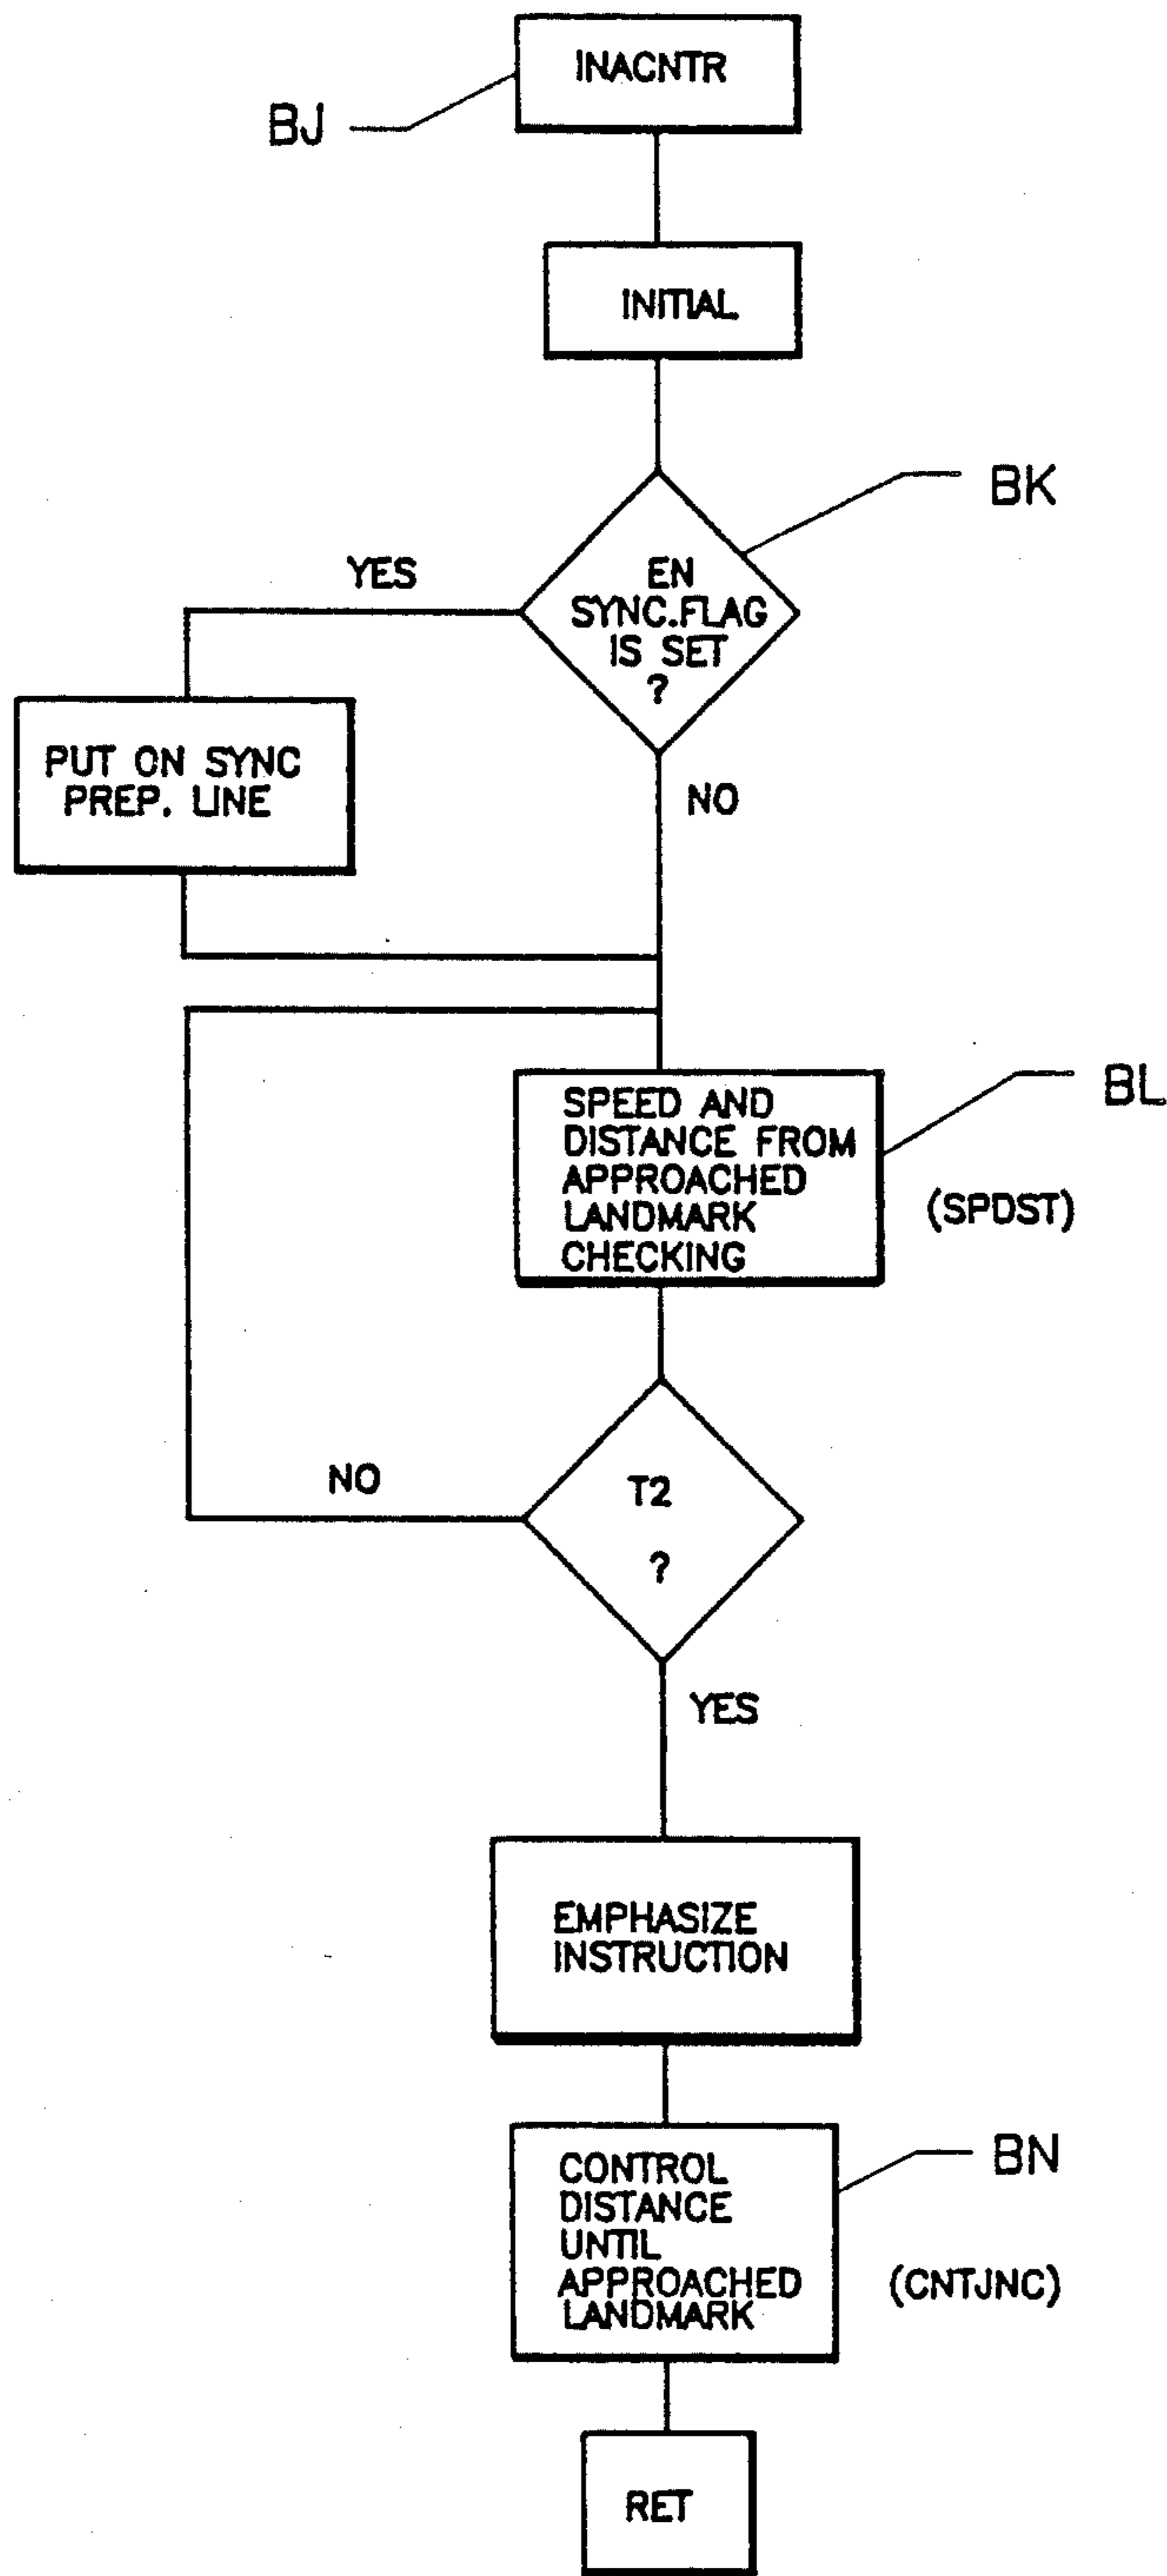 INACNTR
BJ
INITIAL
BK
YES
EN
SYNC.FLAG
IS SET
?
PUT ON SYNC
PREP. LINE
NO
BL
SPEED AND
DISTANCE FROM
APPROACHED
LANDMARK
CHECKING
(SPDST)
NO
T2
?
YES
EMPHASIZE
INSTRUCTION
BN
CONTROL
DISTANCE
UNTIL
APPROACHED
LANDMARK
(CNTJNC)
RET